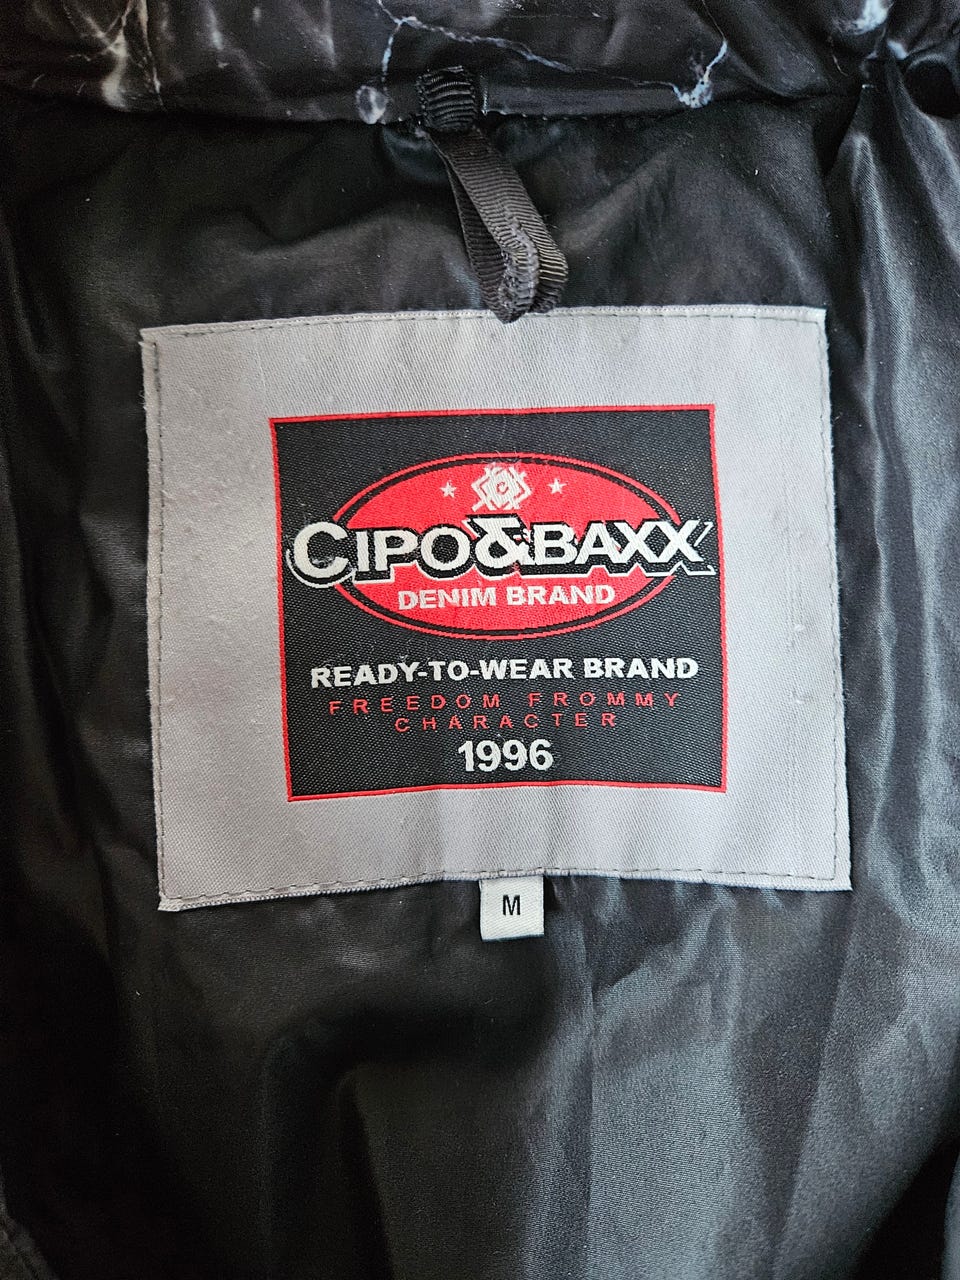 CIPO&BAXX
DENIM BRAND
READY-TO-WEAR BRAND
FREEDOM FROMMY
CHARACTER
1996
M